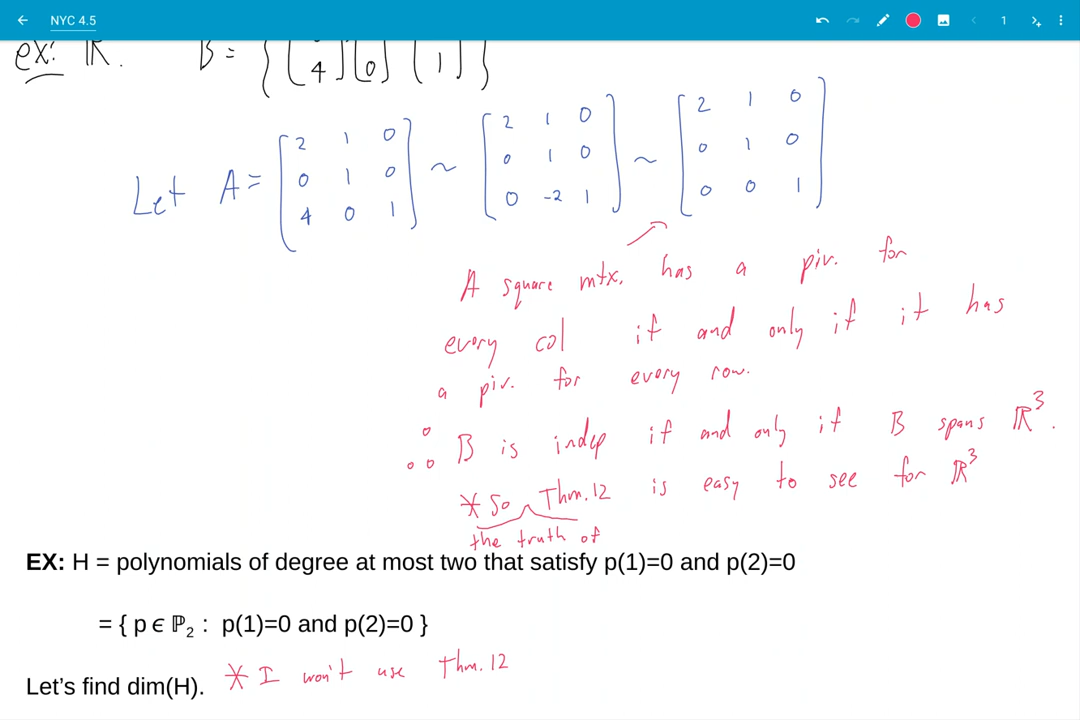 NYC 4.5
1
ex: ℝ. B = { [ 4 ] [ 0 ] [ 1 ] }
Let A = [ 2 1 0 ; 0 1 0 ; 4 0 1 ] ~ [ 2 1 0 ; 0 1 0 ; 0 -2 1 ] ~ [ 2 1 0 ; 0 1 0 ; 0 0 1 ]
A square mtx. has a piv. for
every col if and only if it has
a piv. for every row.
∴ B is indep if and only if B spans ℝ³.
* So Thm. 12 is easy to see for ℝ³
the truth of
EX: H = polynomials of degree at most two that satisfy p(1)=0 and p(2)=0
= { p ϵ ℙ₂ : p(1)=0 and p(2)=0 }
Let's find dim(H). * I won't use Thm. 12